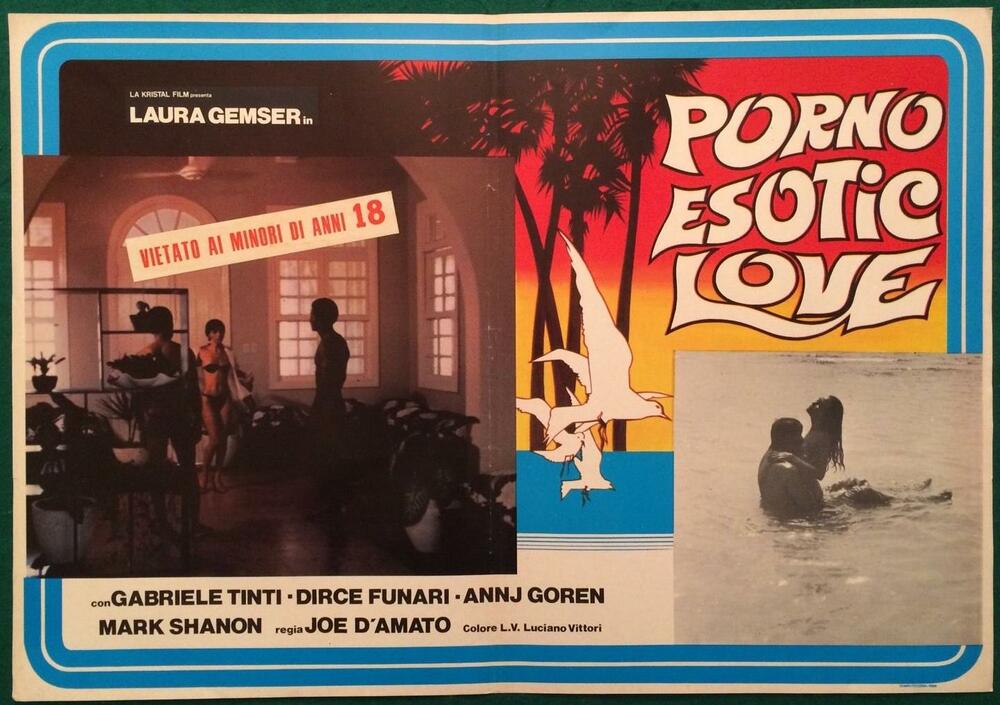 LA KRISTAL FILM presenta
LAURA GEMSER in
PORNO
ESOTIC
LOVE
VIETATO AI MINORI DI ANNI 18
con GABRIELE TINTI · DIRCE FUNARI · ANNJ GOREN
MARK SHANON regia JOE D'AMATO Colore L.V. Luciano Vittori